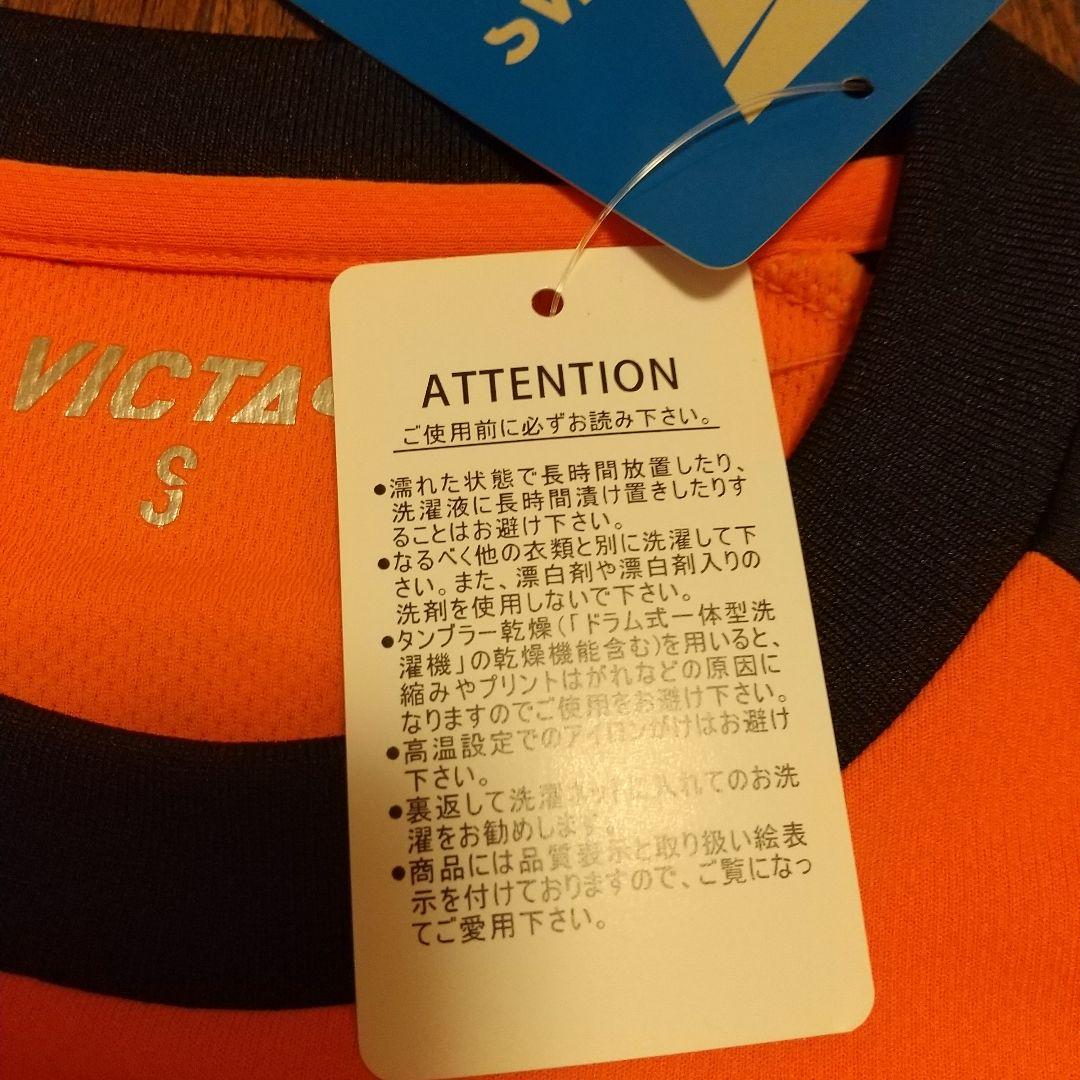 SW
VICTA
S
ATTENTION
ご使用前に必ずお読み下さい。
●濡れた状態で長時間放置したり、
洗濯液に長時間漬け置きしたりす
ることはお避け下さい。
●なるべく他の衣類と別に洗濯して下
さい。また、漂白剤や漂白剤入りの
洗剤を使用しないで下さい。
●タンブラー乾燥(「ドラム式一体型洗
濯機」の乾燥機能含む)を用いると、
縮みやプリントはがれなどの原因に
なりますのでご使用をお避け下さい。
●高温設定でのアイロンがけはお避け
下さい。
●裏返して洗濯ネットに入れてのお洗
濯をお勧めします。
●商品には品質表示と取り扱い絵表
示を付けておりますので、ご覧になっ
てご愛用下さい。